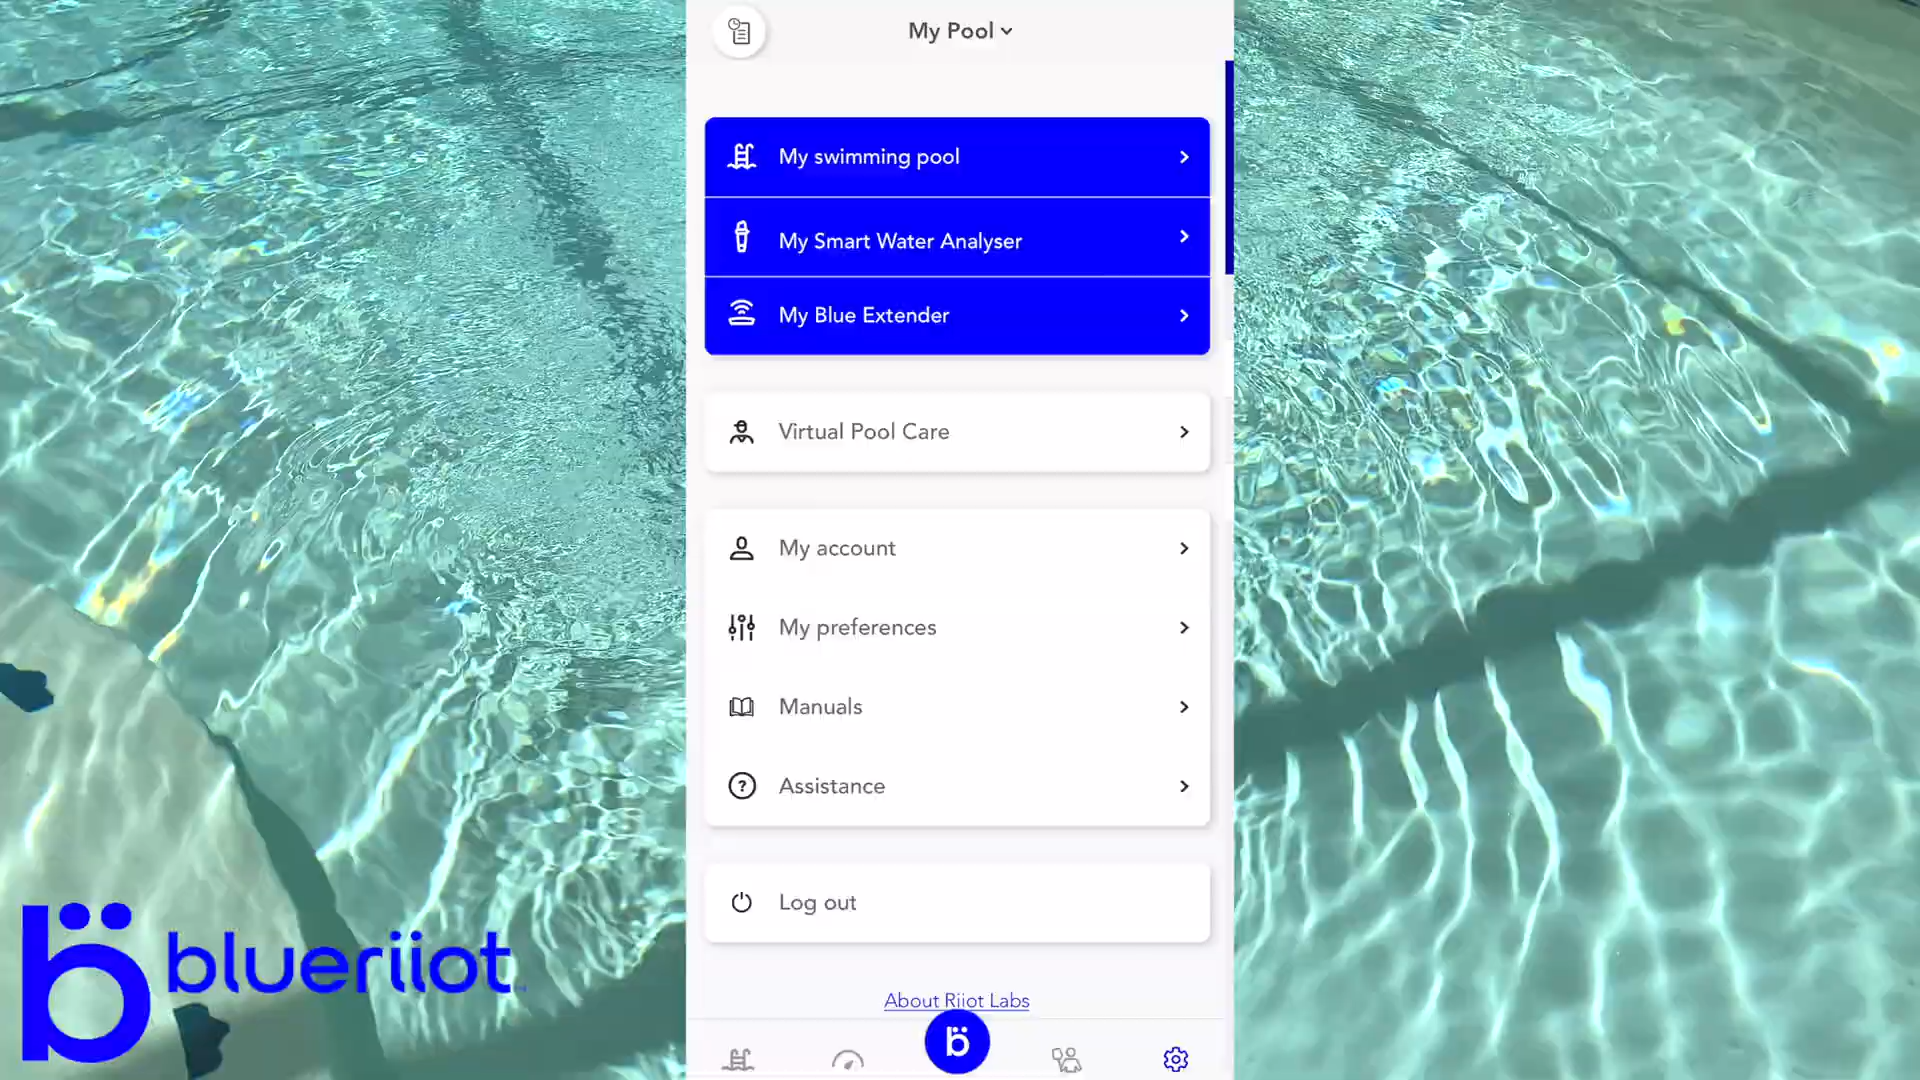 My Pool
My swimming pool
My Smart Water Analyser
My Blue Extender
Virtual Pool Care
My account
My preferences
Manuals
Assistance
Log out
About Riiot Labs
blueriiot